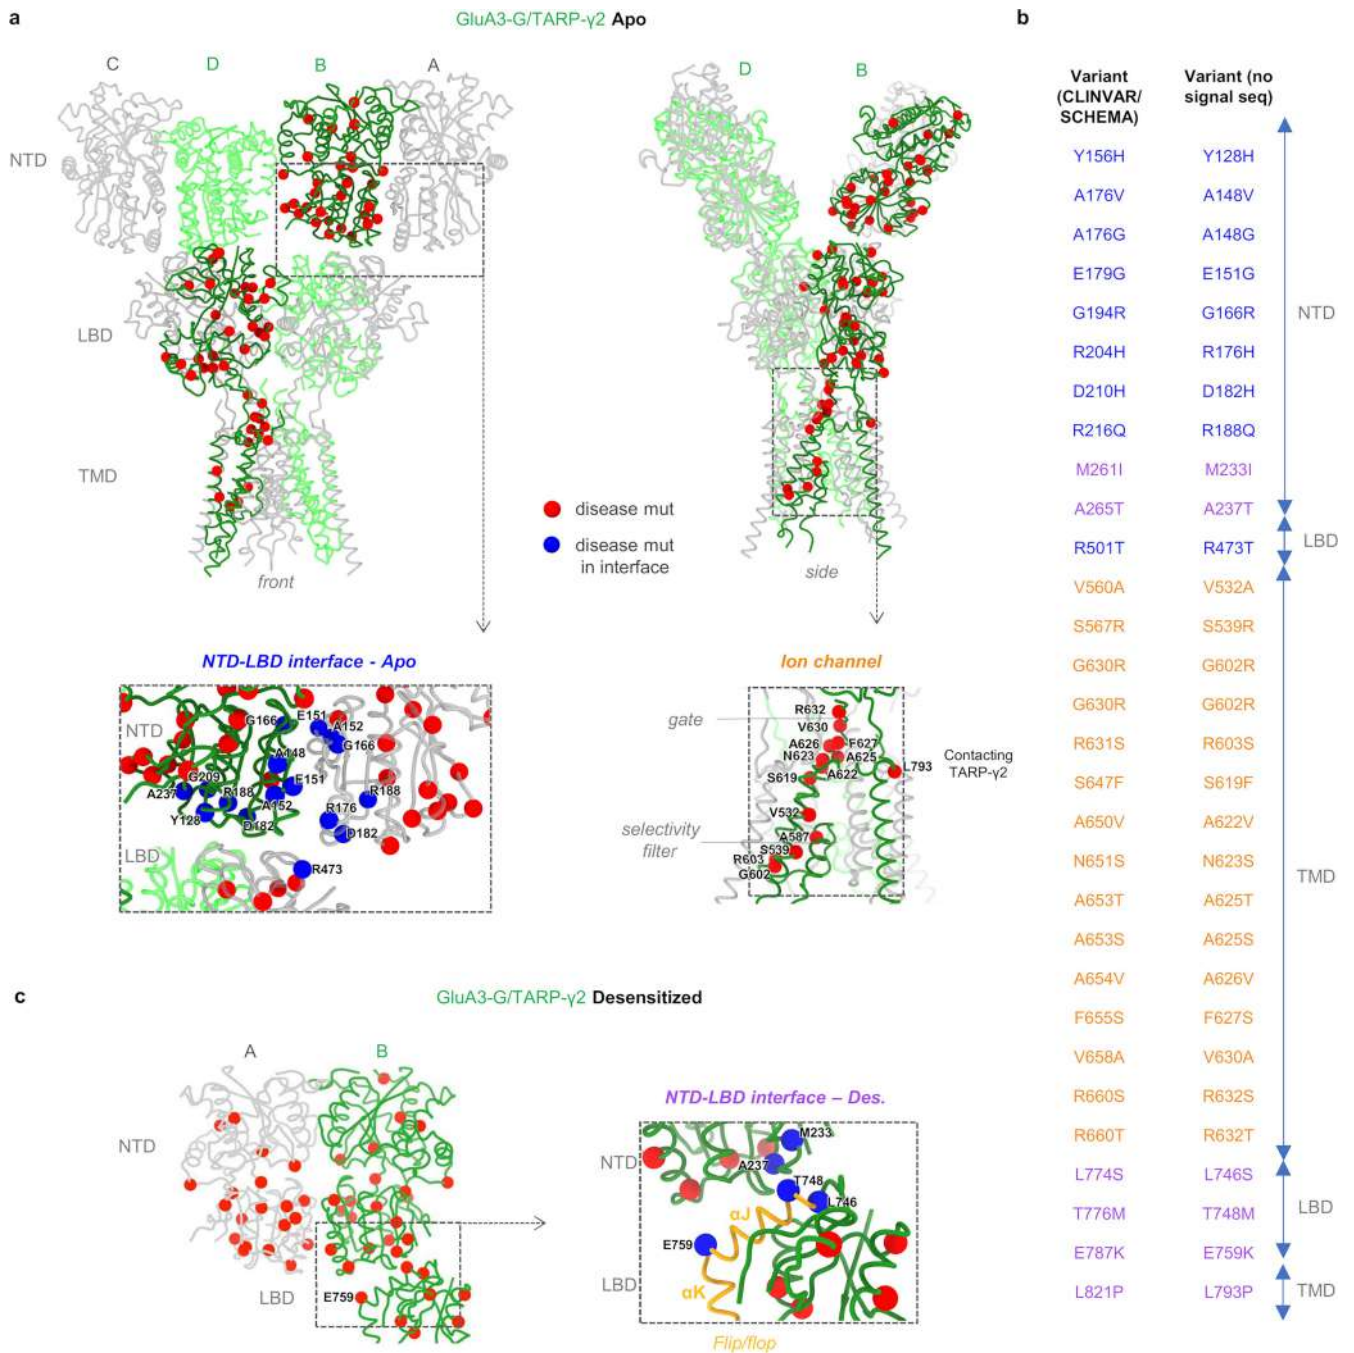 a
GluA3-G/TARP-γ2 Apo
C
D
B
A
D
B
NTD
LBD
TMD
front
side
disease mut
disease mut
in interface
NTD-LBD interface - Apo
NTD
LBD
G166
E151
A152
G166
A148
G209
E151
A237
R188
A152
R188
Y128
D182
R176
D182
R473
Ion channel
gate
selectivity
filter
R632
V630
A626
F627
N623
A625
L793
S619
A622
V532
A587
S539
R603
G602
Contacting
TARP-γ2
b
Variant
(CLINVAR/
SCHEMA)
Variant (no
signal seq)
Y156H Y128H
A176V A148V
A176G A148G
E179G E151G
G194R G166R
R204H R176H
D210H D182H
R216Q R188Q
M261I M233I
A265T A237T
R501T R473T
V560A V532A
S567R S539R
G630R G602R
G630R G602R
R631S R603S
S647F S619F
A650V A622V
N651S N623S
A653T A625T
A653S A625S
A654V A626V
F655S F627S
V658A V630A
R660S R632S
R660T R632T
L774S L746S
T776M T748M
E787K E759K
L821P L793P
NTD
LBD
TMD
LBD
TMD
c
GluA3-G/TARP-γ2 Desensitized
A
B
NTD
LBD
E759
NTD-LBD interface – Des.
NTD
LBD
M233
A237
T748
L746
αJ
E759
αK
Flip/flop